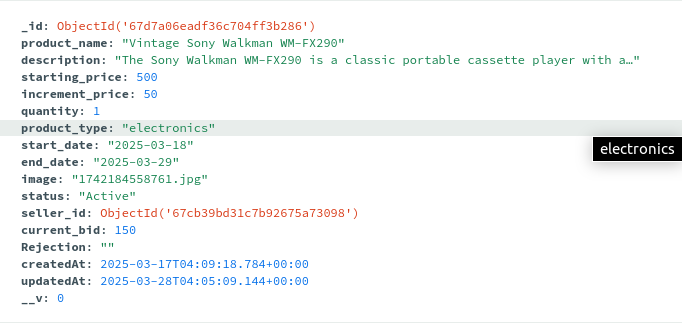 _id: ObjectId('67d7a06eadf36c704ff3b286')
product_name: "Vintage Sony Walkman WM-FX290"
description: "The Sony Walkman WM-FX290 is a classic portable cassette player with a…"
starting_price: 500
increment_price: 50
quantity: 1
product_type: "electronics"
start_date: "2025-03-18"
electronics
end_date: "2025-03-29"
image: "1742184558761.jpg"
status: "Active"
seller_id: ObjectId('67cb39bd31c7b92675a73098')
current_bid: 150
Rejection: ""
createdAt: 2025-03-17T04:09:18.784+00:00
updatedAt: 2025-03-28T04:05:09.144+00:00
__v: 0